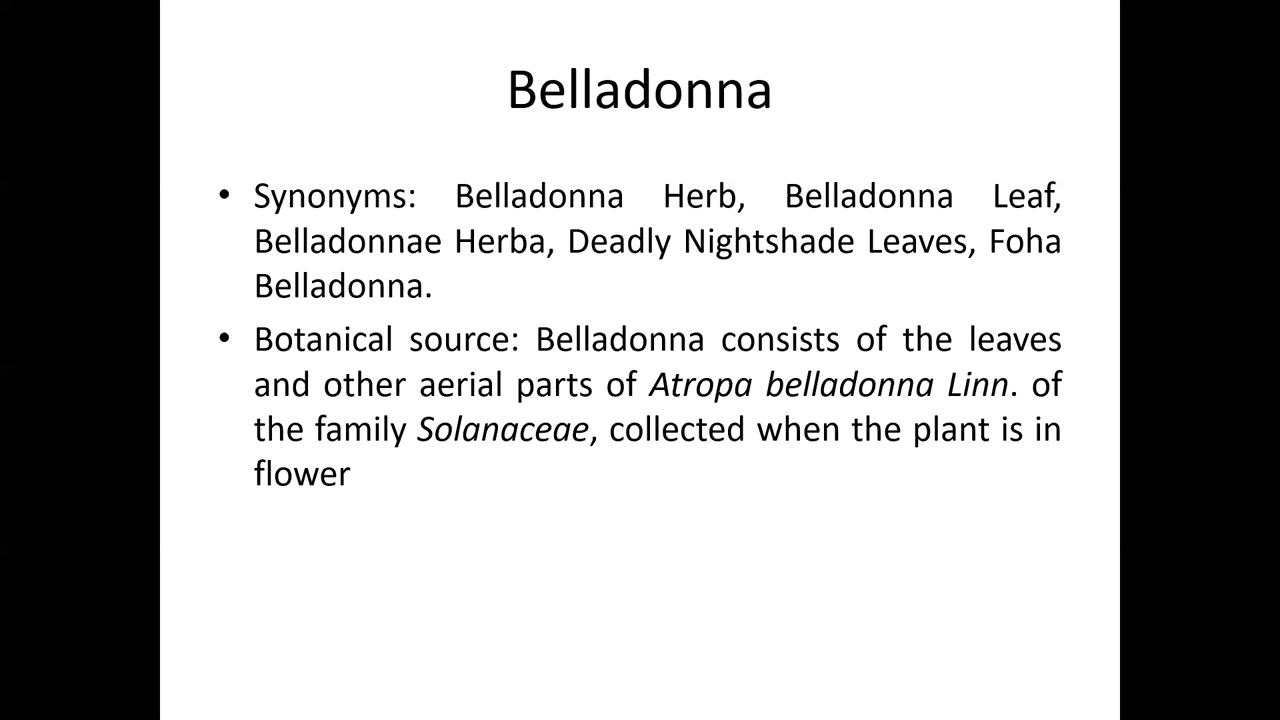 Belladonna
• Synonyms: Belladonna Herb, Belladonna Leaf,
Belladonnae Herba, Deadly Nightshade Leaves, Foha
Belladonna.
• Botanical source: Belladonna consists of the leaves
and other aerial parts of Atropa belladonna Linn. of
the family Solanaceae, collected when the plant is in
flower